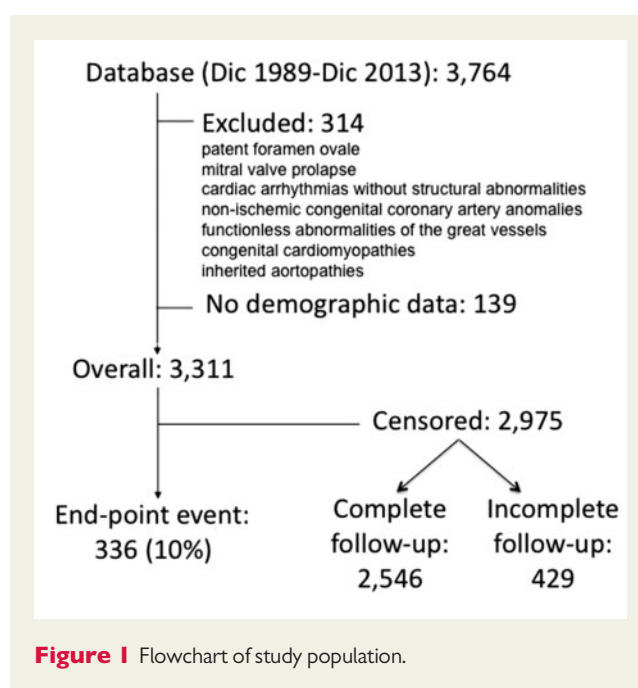 Database (Dic 1989-Dic 2013): 3,764
Excluded: 314
patent foramen ovale
mitral valve prolapse
cardiac arrhythmias without structural abnormalities
non-ischemic congenital coronary artery anomalies
functionless abnormalities of the great vessels
congenital cardiomyopathies
inherited aortopathies
No demographic data: 139
Overall: 3,311
Censored: 2,975
End-point event:
336 (10%)
Complete
follow-up:
2,546
Incomplete
follow-up:
429
Figure 1 Flowchart of study population.